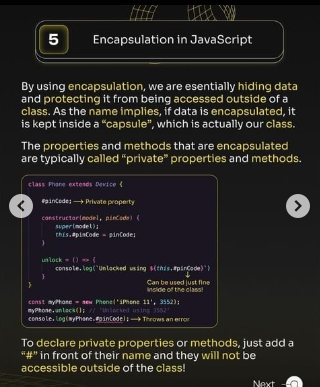 5
Encapsulation in JavaScript
By using encapsulation, we are esentially hiding data
and protecting it from being accessed outside of a
class. As the name implies, if data is encapsulated, it
is kept inside a “capsule”, which is actually our class.
The properties and methods that are encapsulated
are typically called “private” properties and methods.
class Phone extends Device {
#pinCode; → Private property
constructor(model, pinCode) {
super(model);
this.#pinCode = pinCode;
}
unlock = () => {
console.log(`Unlocked using ${this.#pinCode}`)
}
Can be used just fine
inside of the class!
}
const myPhone = new Phone('iPhone 11', 3552);
myPhone.unlock(); // 'Unlocked using 3552'
console.log(myPhone.#pinCode); → Throws an error
To declare private properties or methods, just add a
“#” in front of their name and they will not be
accessible outside of the class!
Next